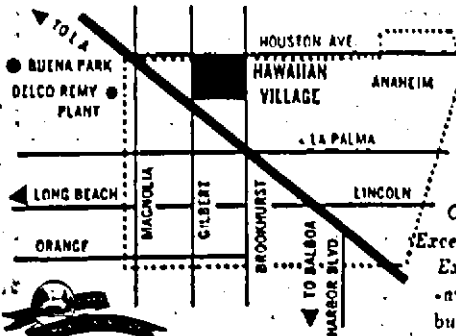 TO L.A.
HOUSTON AVE.
BUENA PARK
DELCO REMY
PLANT
HAWAIIAN
VILLAGE
ANAHEIM
LA PALMA
LONG BEACH
MAGNOLIA
GILBERT
BROOKHURST
LINCOLN
ORANGE
TO BALBOA
HARBOR BLVD.
Exce
Ex
bu